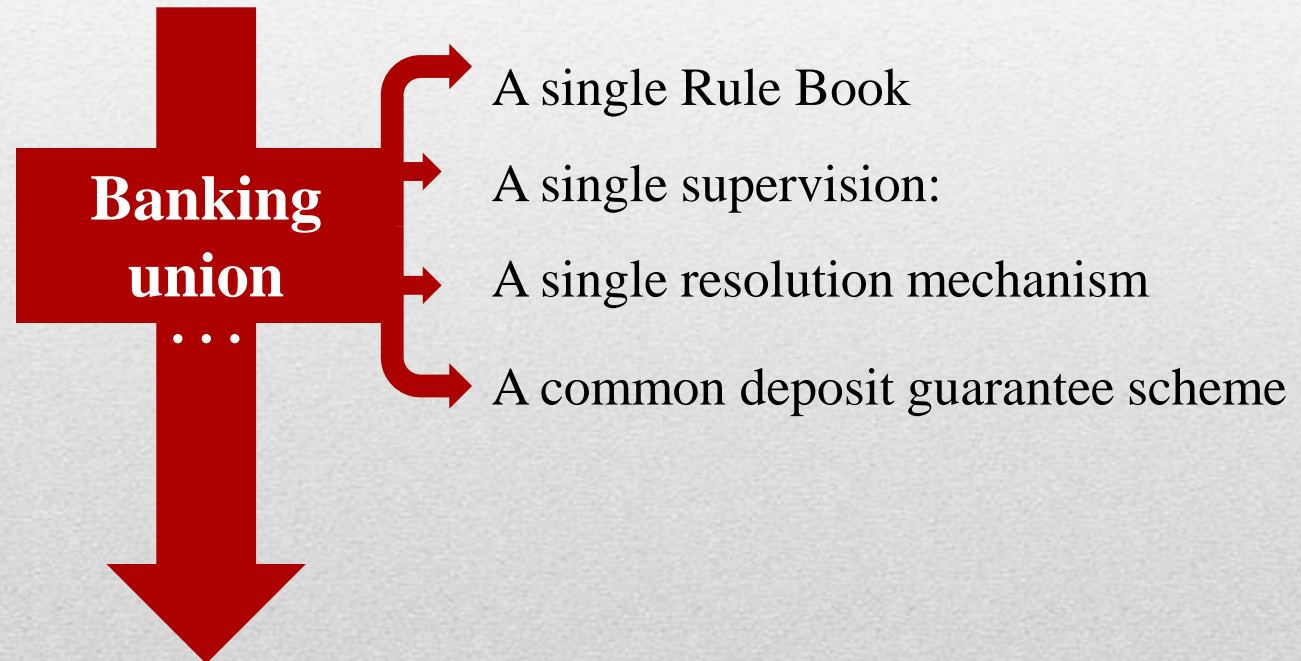 Banking
union
...
A single Rule Book
A single supervision:
A single resolution mechanism
A common deposit guarantee scheme